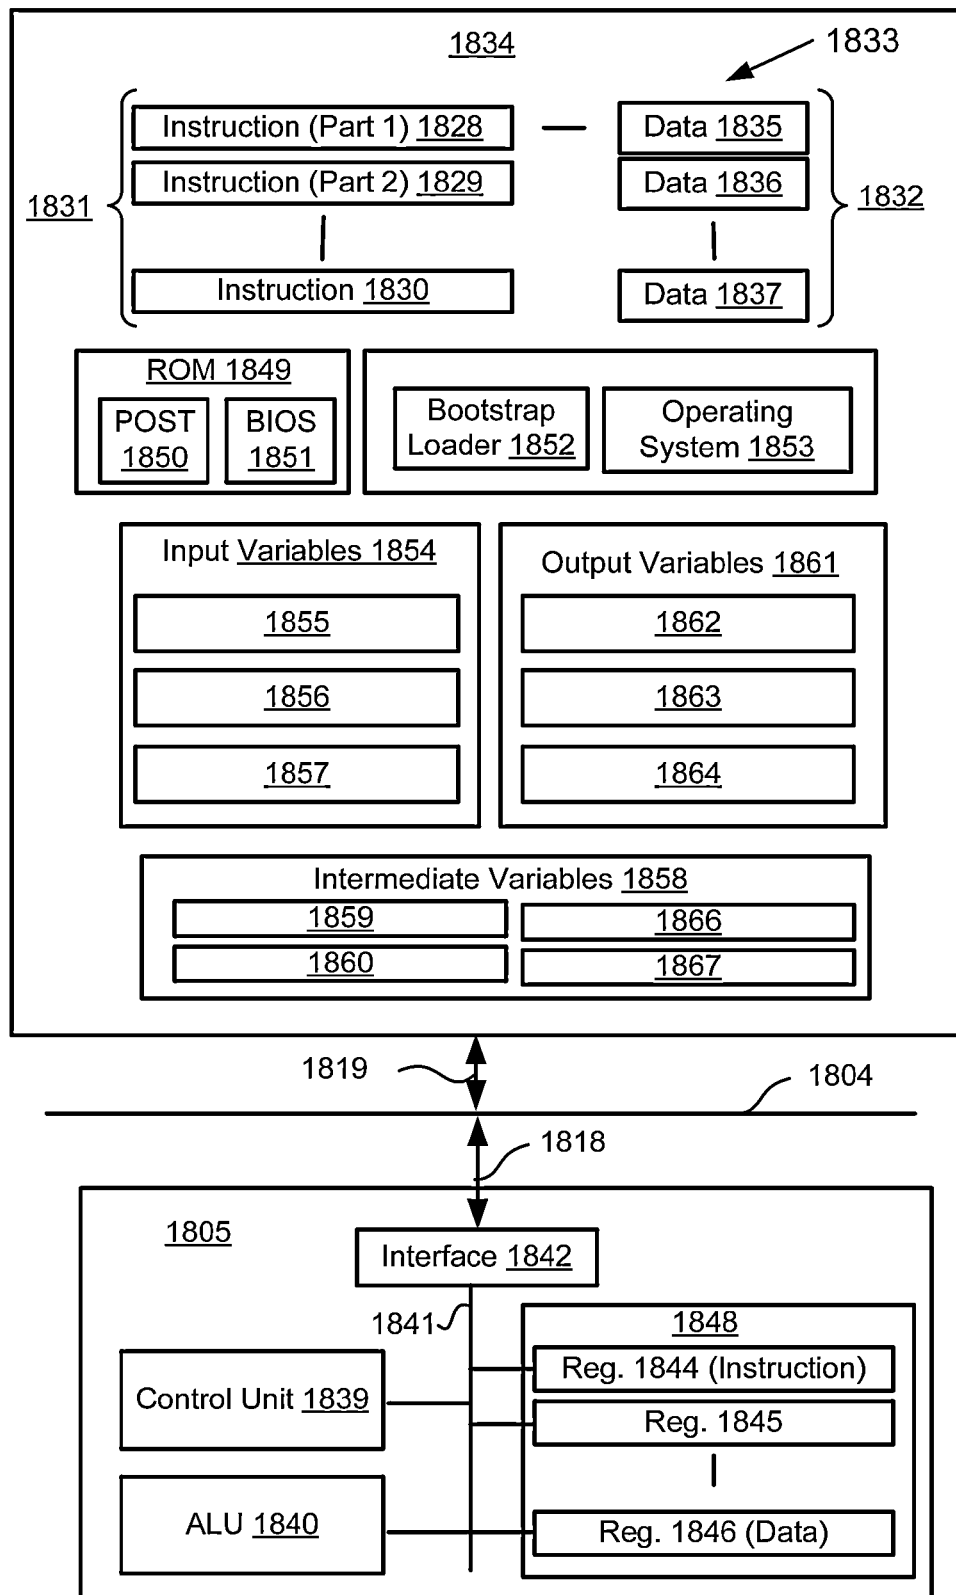 1834
1833
Instruction (Part 1) 1828
Data 1835
Instruction (Part 2) 1829
Data 1836
1831
1832
Instruction 1830
Data 1837
ROM 1849
POST
1850
BIOS
1851
Bootstrap
Loader 1852
Operating
System 1853
Input Variables 1854
1855
1856
1857
Output Variables 1861
1862
1863
1864
Intermediate Variables 1858
1859
1866
1860
1867
1819
1804
1818
1805
Interface 1842
1841
1848
Reg. 1844 (Instruction)
Control Unit 1839
Reg. 1845
ALU 1840
Reg. 1846 (Data)